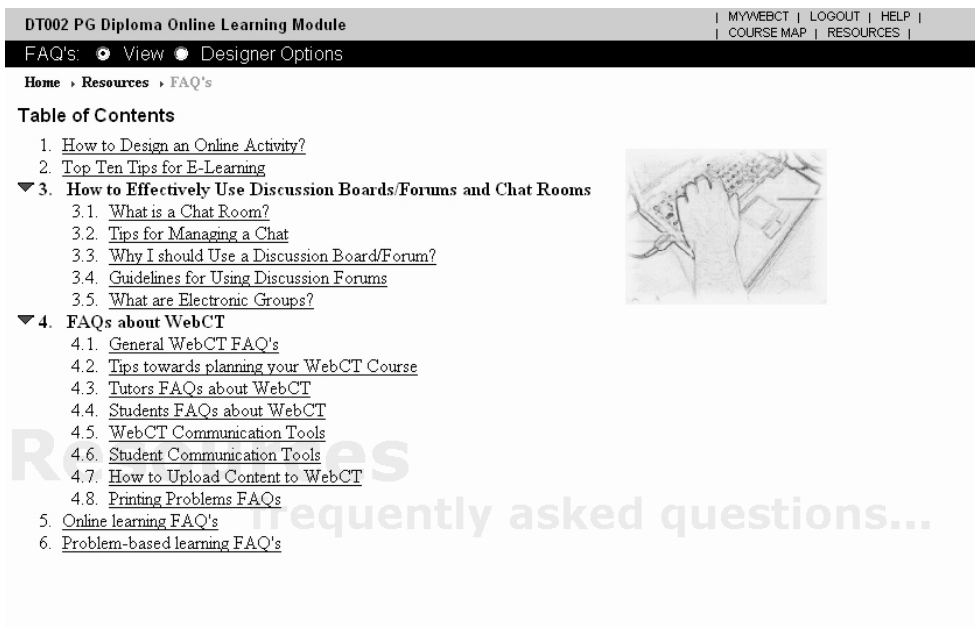 DT002 PG Diploma Online Learning Module
| MYWEBCT | LOGOUT | HELP |
| COURSE MAP | RESOURCES |
FAQ's: View Designer Options
Home › Resources › FAQ's
Table of Contents
1. How to Design an Online Activity?
2. Top Ten Tips for E-Learning
3. How to Effectively Use Discussion Boards/Forums and Chat Rooms
3.1. What is a Chat Room?
3.2. Tips for Managing a Chat
3.3. Why I should Use a Discussion Board/Forum?
3.4. Guidelines for Using Discussion Forums
3.5. What are Electronic Groups?
4. FAQs about WebCT
4.1. General WebCT FAQ's
4.2. Tips towards planning your WebCT Course
4.3. Tutors FAQs about WebCT
4.4. Students FAQs about WebCT
4.5. WebCT Communication Tools
4.6. Student Communication Tools
4.7. How to Upload Content to WebCT
4.8. Printing Problems FAQs
5. Online learning FAQ's
6. Problem-based learning FAQ's
Resources
frequently asked questions...